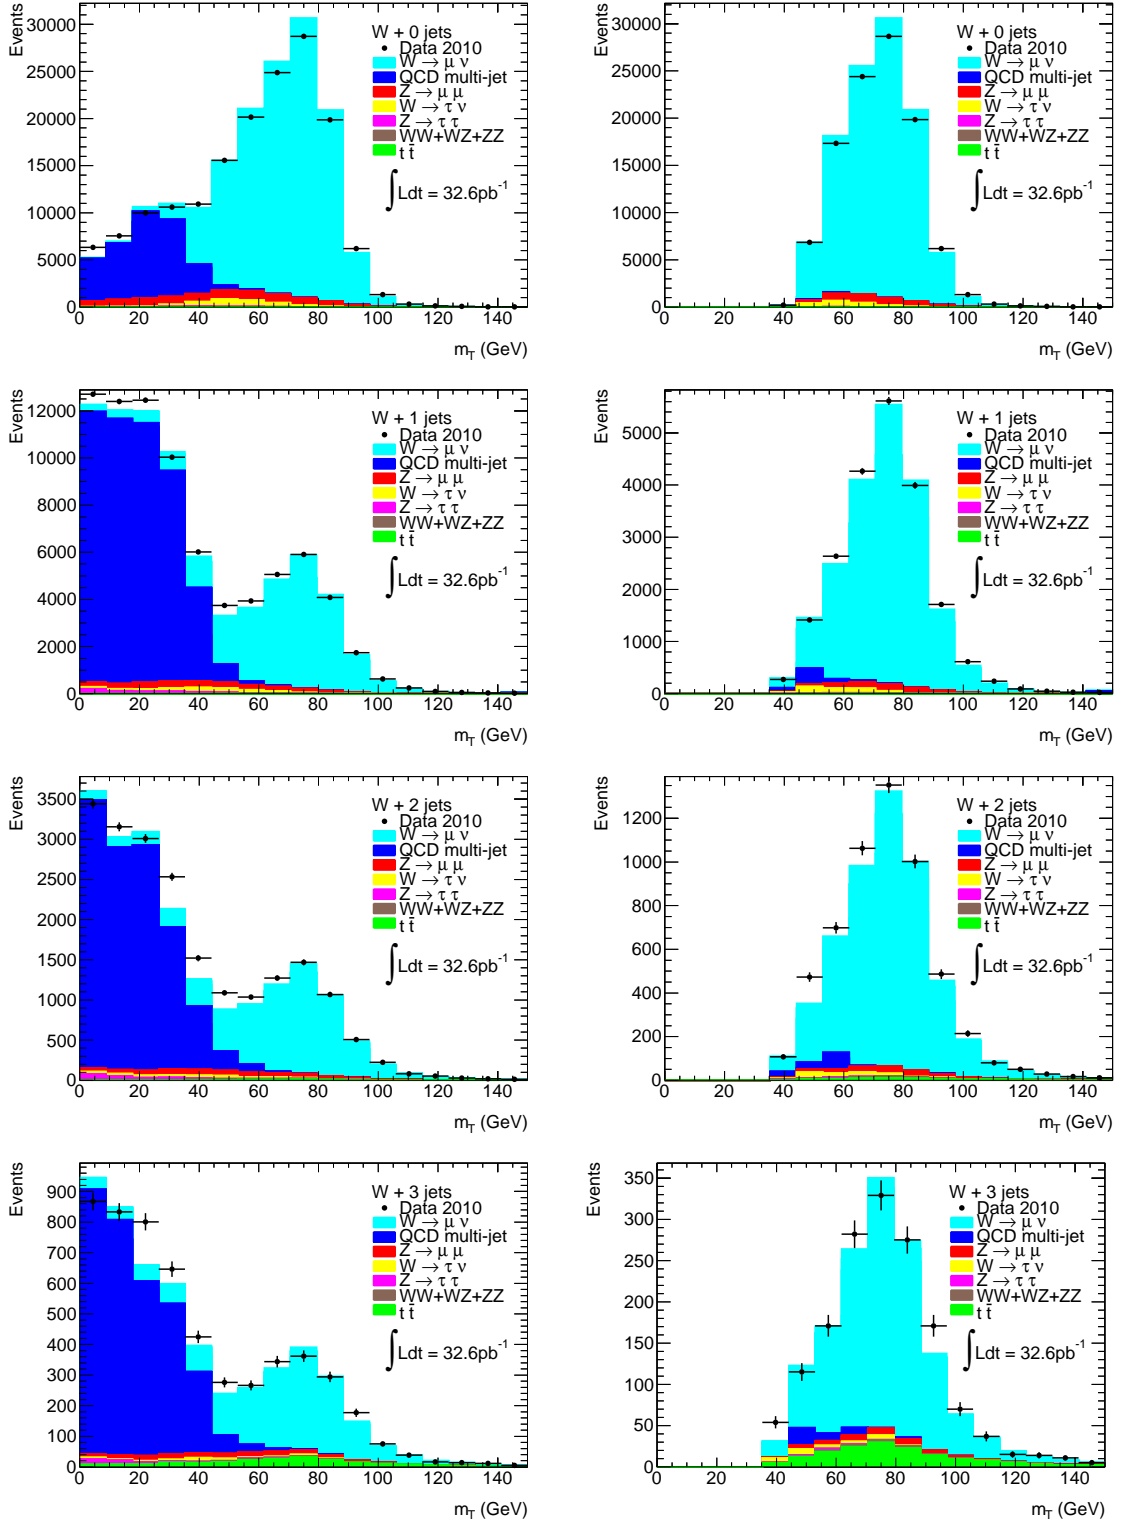 Events
30000
25000
20000
15000
10000
5000
0
W + 0 jets
Data 2010
W → μ ν
QCD multi-jet
Z → μ μ
W → τ ν
Z → τ τ
WW+WZ+ZZ
t t̄
∫ Ldt = 32.6pb⁻¹
0 20 40 60 80 100 120 140
m_T (GeV)
Events
30000
25000
20000
15000
10000
5000
0
W + 0 jets
Data 2010
W → μ ν
QCD multi-jet
Z → μ μ
W → τ ν
Z → τ τ
WW+WZ+ZZ
t t̄
∫ Ldt = 32.6pb⁻¹
0 20 40 60 80 100 120 140
m_T (GeV)
Events
12000
10000
8000
6000
4000
2000
0
W + 1 jets
Data 2010
W → μ ν
QCD multi-jet
Z → μ μ
W → τ ν
Z → τ τ
WW+WZ+ZZ
t t̄
∫ Ldt = 32.6pb⁻¹
0 20 40 60 80 100 120 140
m_T (GeV)
Events
5000
4000
3000
2000
1000
0
W + 1 jets
Data 2010
W → μ ν
QCD multi-jet
Z → μ μ
W → τ ν
Z → τ τ
WW+WZ+ZZ
t t̄
∫ Ldt = 32.6pb⁻¹
0 20 40 60 80 100 120 140
m_T (GeV)
Events
3500
3000
2500
2000
1500
1000
500
0
W + 2 jets
Data 2010
W → μ ν
QCD multi-jet
Z → μ μ
W → τ ν
Z → τ τ
WW+WZ+ZZ
t t̄
∫ Ldt = 32.6pb⁻¹
0 20 40 60 80 100 120 140
m_T (GeV)
Events
1200
1000
800
600
400
200
0
W + 2 jets
Data 2010
W → μ ν
QCD multi-jet
Z → μ μ
W → τ ν
Z → τ τ
WW+WZ+ZZ
t t̄
∫ Ldt = 32.6pb⁻¹
0 20 40 60 80 100 120 140
m_T (GeV)
Events
900
800
700
600
500
400
300
200
100
0
W + 3 jets
Data 2010
W → μ ν
QCD multi-jet
Z → μ μ
W → τ ν
Z → τ τ
WW+WZ+ZZ
t t̄
∫ Ldt = 32.6pb⁻¹
0 20 40 60 80 100 120 140
m_T (GeV)
Events
350
300
250
200
150
100
50
0
W + 3 jets
Data 2010
W → μ ν
QCD multi-jet
Z → μ μ
W → τ ν
Z → τ τ
WW+WZ+ZZ
t t̄
∫ Ldt = 32.6pb⁻¹
0 20 40 60 80 100 120 140
m_T (GeV)